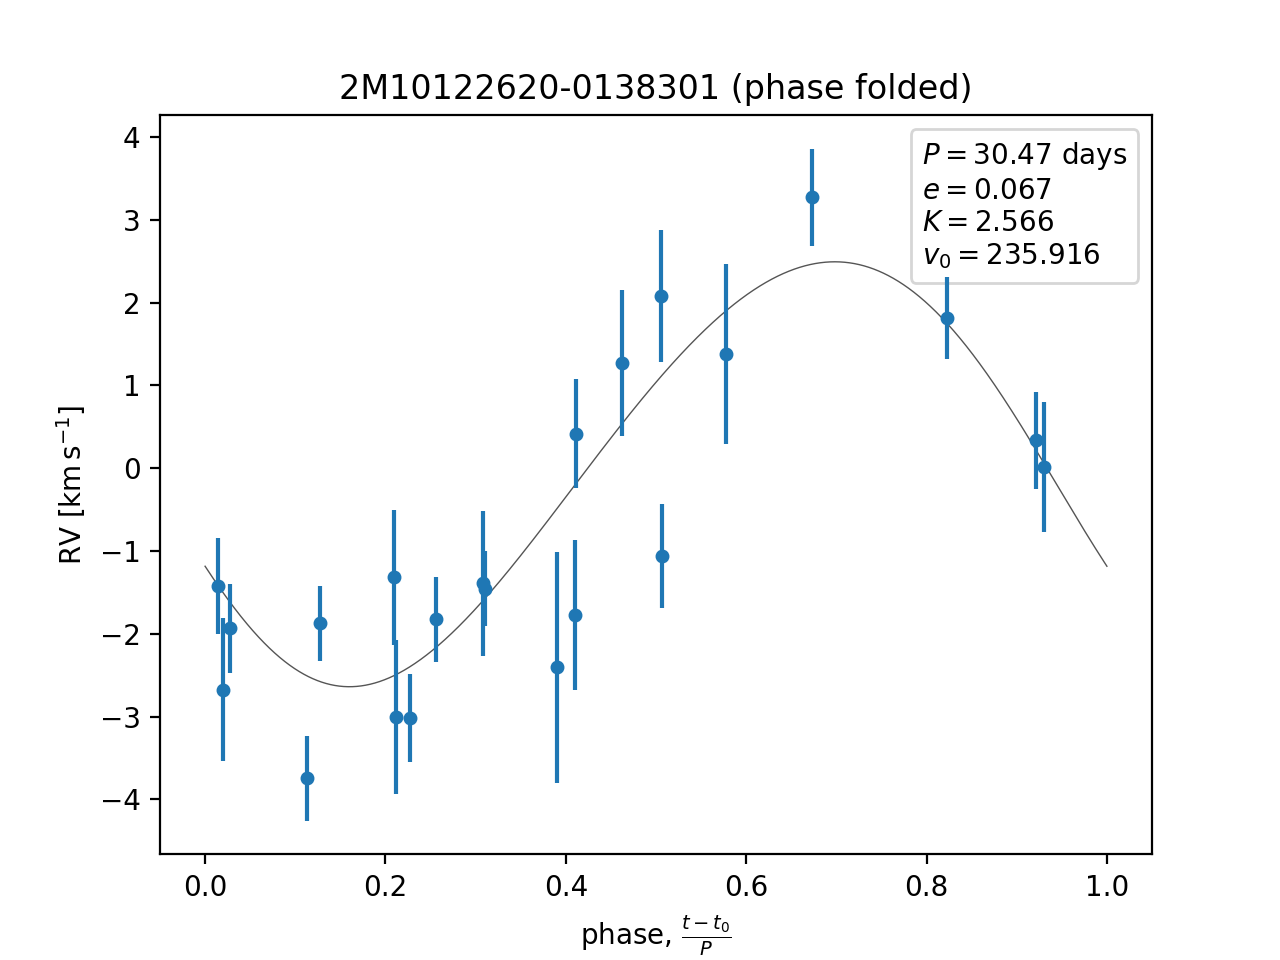 2M10122620-0138301 (phase folded)
P = 30.47 days
e = 0.067
K = 2.566
v₀ = 235.916
RV [km s⁻¹]
4
3
2
1
0
−1
−2
−3
−4
0.0 0.2 0.4 0.6 0.8 1.0
phase, (t − t₀)/P